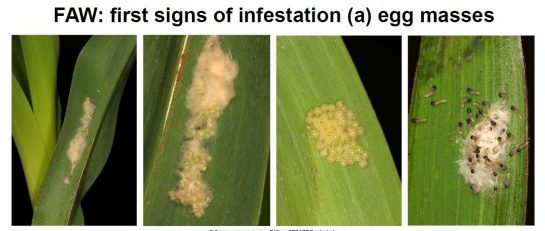 FAW: first signs of infestation (a) egg masses